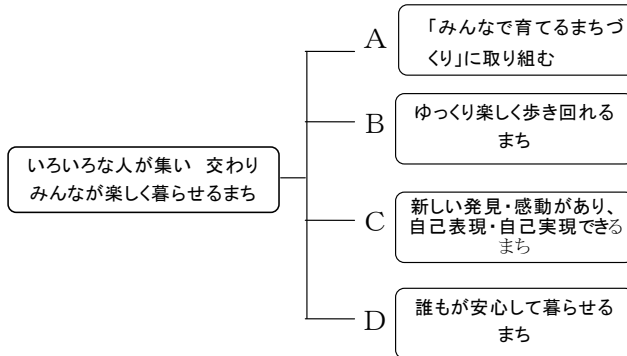 A
「みんなで育てるまちづ
くり」に取り組む
B
ゆっくり楽しく歩き回れる
まち
いろいろな人が集い 交わり
みんなが楽しく暮らせるまち
C
新しい発見・感動があり、
自己表現・自己実現できる
まち
D
誰もが安心して暮らせる
まち